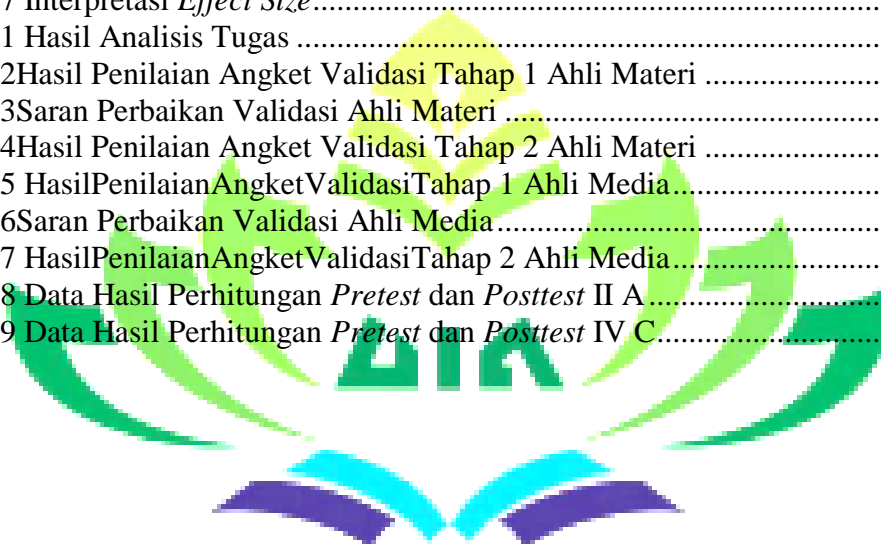 7 Interpretasi Effect Size...............................................................................
1 Hasil Analisis Tugas ...............................................................................
2Hasil Penilaian Angket Validasi Tahap 1 Ahli Materi ........................
3Saran Perbaikan Validasi Ahli Materi ..................................................
4Hasil Penilaian Angket Validasi Tahap 2 Ahli Materi ........................
5 HasilPenilaianAngketValidasiTahap 1 Ahli Media............................
6Saran Perbaikan Validasi Ahli Media...................................................
7 HasilPenilaianAngketValidasiTahap 2 Ahli Media............................
8 Data Hasil Perhitungan Pretest dan Posttest II A................................
9 Data Hasil Perhitungan Pretest dan Posttest IV C...............................